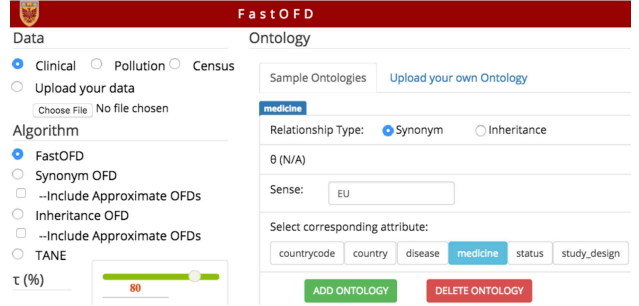 FastOFD
Data
Clinical Pollution Census
Upload your data
Choose File No file chosen
Algorithm
FastOFD
Synonym OFD
--Include Approximate OFDs
Inheritance OFD
--Include Approximate OFDs
TANE
τ (%)
80
Ontology
Sample Ontologies Upload your own Ontology
medicine
Relationship Type: Synonym Inheritance
θ (N/A)
Sense: EU
Select corresponding attribute:
countrycode country disease medicine status study_design
ADD ONTOLOGY DELETE ONTOLOGY